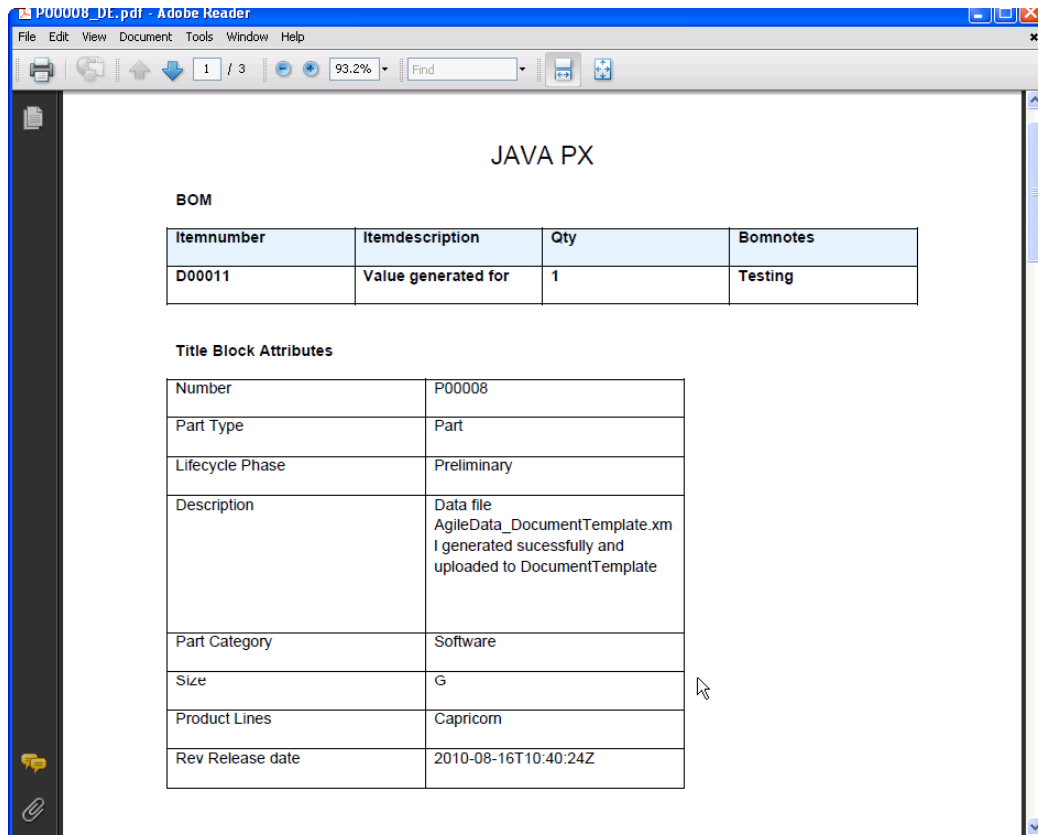 P00008_DE.pdf - Adobe Reader
File Edit View Document Tools Window Help
1 / 3 93.2% Find
JAVA PX
BOM
Itemnumber Itemdescription Qty Bomnotes
D00011 Value generated for 1 Testing
Title Block Attributes
Number P00008
Part Type Part
Lifecycle Phase Preliminary
Description Data file
AgileData_DocumentTemplate.xm
l generated sucessfully and
uploaded to DocumentTemplate
Part Category Software
Size G
Product Lines Capricorn
Rev Release date 2010-08-16T10:40:24Z